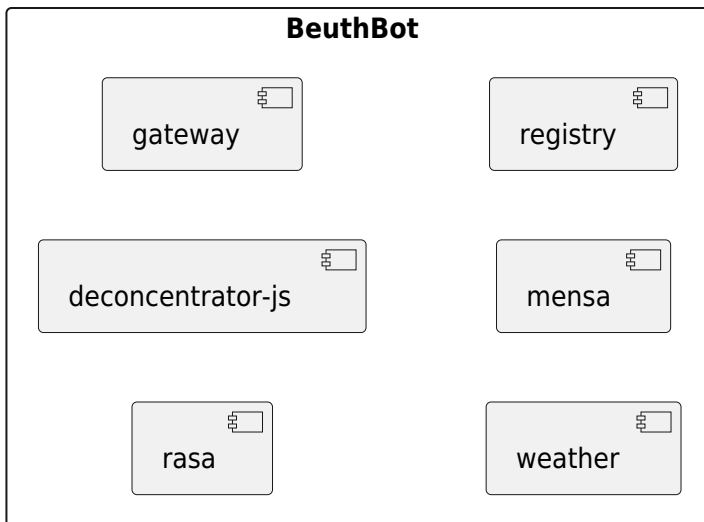 BeuthBot
gateway
registry
deconcentrator-js
mensa
rasa
weather